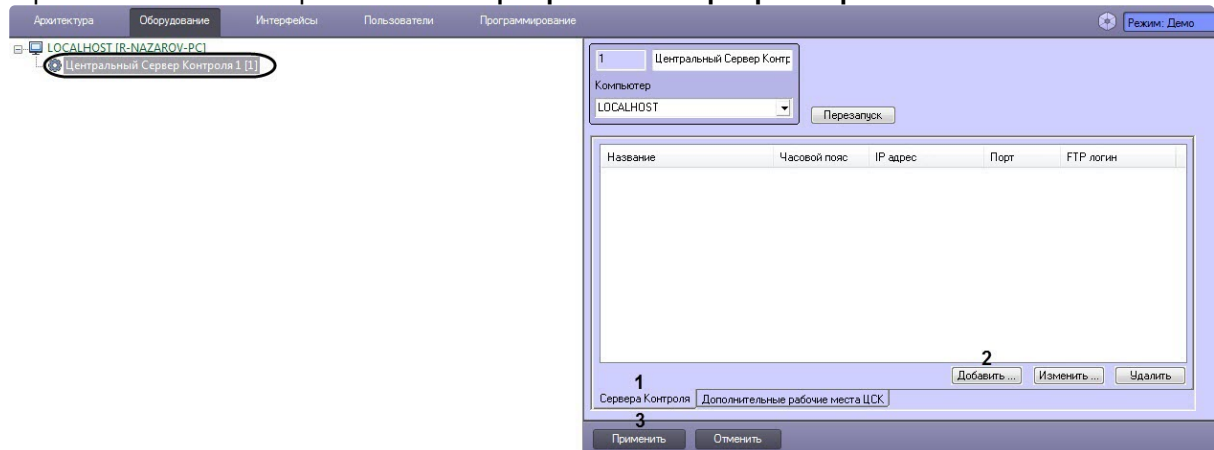 Архитектура Оборудование Интерфейсы Пользователи Программирование Режим: Демо
LOCALHOST [R-NAZAROV-PC]
Центральный Сервер Контроля 1 [1]
1 Центральный Сервер Контр
Компьютер
LOCALHOST
Перезапуск
Название Часовой пояс IP адрес Порт FTP логин
2
Добавить ... Изменить ... Удалить
1
Сервера Контроля Дополнительные рабочие места ЦСК
3
Применить Отменить